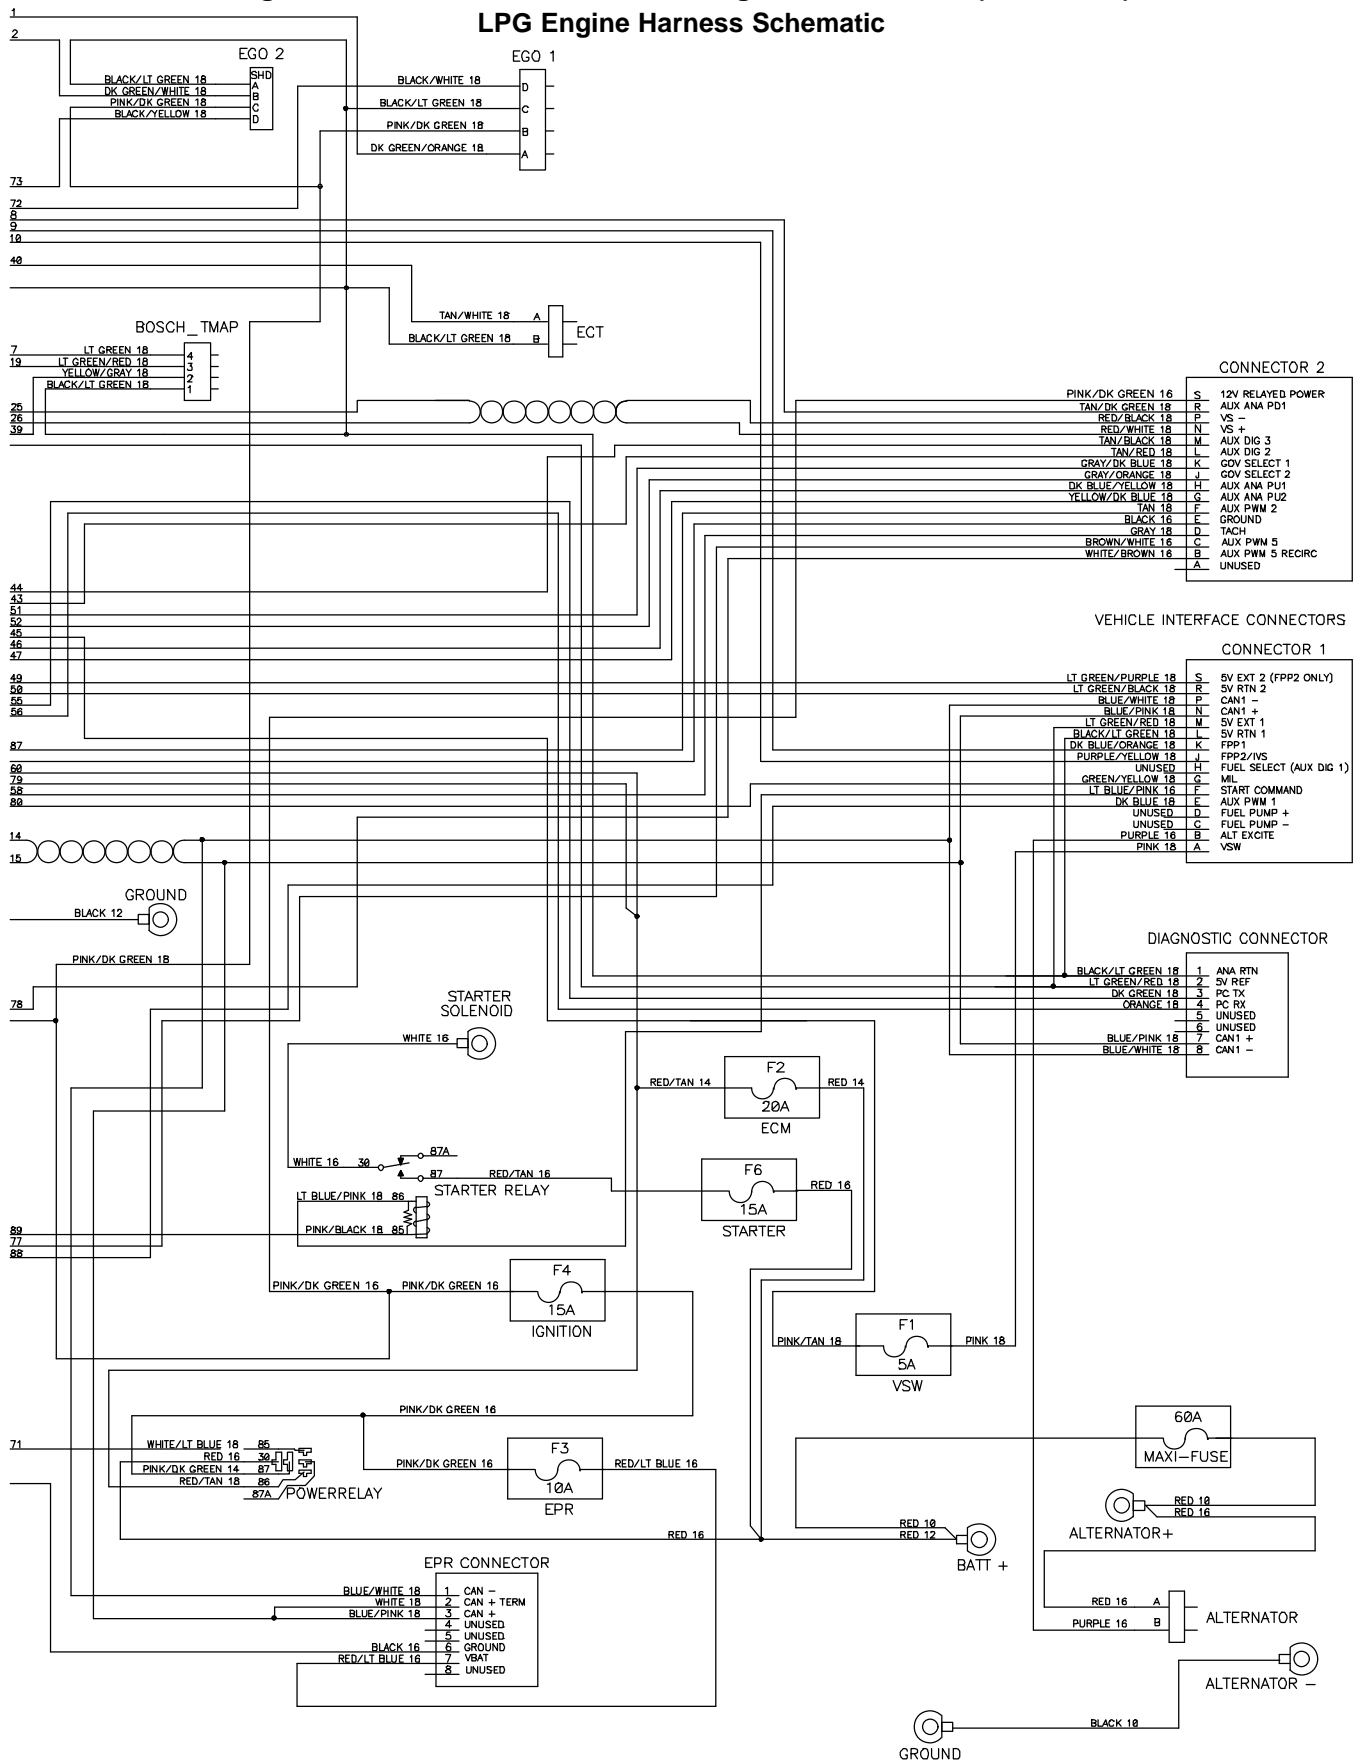 LPG Engine Harness Schematic
1
2
EGO 2
SHD
BLACK/LT GREEN 18 A
DK GREEN/WHITE 18 B
PINK/DK GREEN 18 C
BLACK/YELLOW 18 D
EGO 1
BLACK/WHITE 18 D
BLACK/LT GREEN 18 C
PINK/DK GREEN 18 B
DK GREEN/ORANGE 18 A
73
72
8
9
10
40
TAN/WHITE 18 A
BLACK/LT GREEN 18 B
ECT
BOSCH_TMAP
7 LT GREEN 18 4
19 LT GREEN/RED 18 3
YELLOW/GRAY 18 2
BLACK/LT GREEN 18 1
25
26
39
CONNECTOR 2
PINK/DK GREEN 16 S 12V RELAYED POWER
TAN/DK GREEN 18 R AUX ANA PD1
RED/BLACK 18 P VS -
RED/WHITE 18 N VS +
TAN/BLACK 18 M AUX DIG 3
TAN/RED 18 L AUX DIG 2
GRAY/DK BLUE 18 K GOV SELECT 1
GRAY/ORANGE 18 J GOV SELECT 2
DK BLUE/YELLOW 18 H AUX ANA PU1
YELLOW/DK BLUE 18 G AUX ANA PU2
TAN 18 F AUX PWM 2
BLACK 16 E GROUND
GRAY 18 D TACH
BROWN/WHITE 16 C AUX PWM 5
WHITE/BROWN 16 B AUX PWM 5 RECIRC
A UNUSED
44
43
51
52
45
46
47
49
50
55
56
87
60
79
58
80
14
15
VEHICLE INTERFACE CONNECTORS
CONNECTOR 1
LT GREEN/PURPLE 18 S 5V EXT 2 (FPP2 ONLY)
LT GREEN/BLACK 18 R 5V RTN 2
BLUE/WHITE 18 P CAN1 -
BLUE/PINK 18 N CAN1 +
LT GREEN/RED 18 M 5V EXT 1
BLACK/LT GREEN 18 L 5V RTN 1
DK BLUE/ORANGE 18 K FPP1
PURPLE/YELLOW 18 J FPP2/IVS
UNUSED H FUEL SELECT (AUX DIG 1)
GREEN/YELLOW 18 G MIL
LT BLUE/PINK 16 F START COMMAND
DK BLUE 18 E AUX PWM 1
UNUSED D FUEL PUMP +
UNUSED C FUEL PUMP -
PURPLE 16 B ALT EXCITE
PINK 18 A VSW
GROUND
BLACK 12
PINK/DK GREEN 18
78
DIAGNOSTIC CONNECTOR
BLACK/LT GREEN 18 1 ANA RTN
LT GREEN/RED 18 2 5V REF
DK GREEN 18 3 PC TX
ORANGE 18 4 PC RX
5 UNUSED
6 UNUSED
BLUE/PINK 18 7 CAN1 +
BLUE/WHITE 18 8 CAN1 -
STARTER
SOLENOID
WHITE 16
RED/TAN 14
F2
20A
ECM
RED 14
WHITE 16 30
87A
87 RED/TAN 16
STARTER RELAY
LT BLUE/PINK 18 86
PINK/BLACK 18 85
F6
15A
STARTER
RED 16
89
77
88
PINK/DK GREEN 16 PINK/DK GREEN 16
F4
15A
IGNITION
PINK/TAN 18
F1
5A
VSW
PINK 18
PINK/DK GREEN 16
71
WHITE/LT BLUE 18 85
RED 16 30
PINK/DK GREEN 14 87
RED/TAN 18 86
87A
POWERRELAY
PINK/DK GREEN 16
F3
10A
EPR
RED/LT BLUE 16
60A
MAXI-FUSE
RED 10
RED 16
ALTERNATOR+
RED 16
RED 10
RED 12
BATT +
EPR CONNECTOR
BLUE/WHITE 18 1 CAN -
WHITE 18 2 CAN + TERM
BLUE/PINK 18 3 CAN +
4 UNUSED
5 UNUSED
BLACK 16 6 GROUND
RED/LT BLUE 16 7 VBAT
8 UNUSED
RED 16 A
PURPLE 16 B
ALTERNATOR
ALTERNATOR -
BLACK 10
GROUND